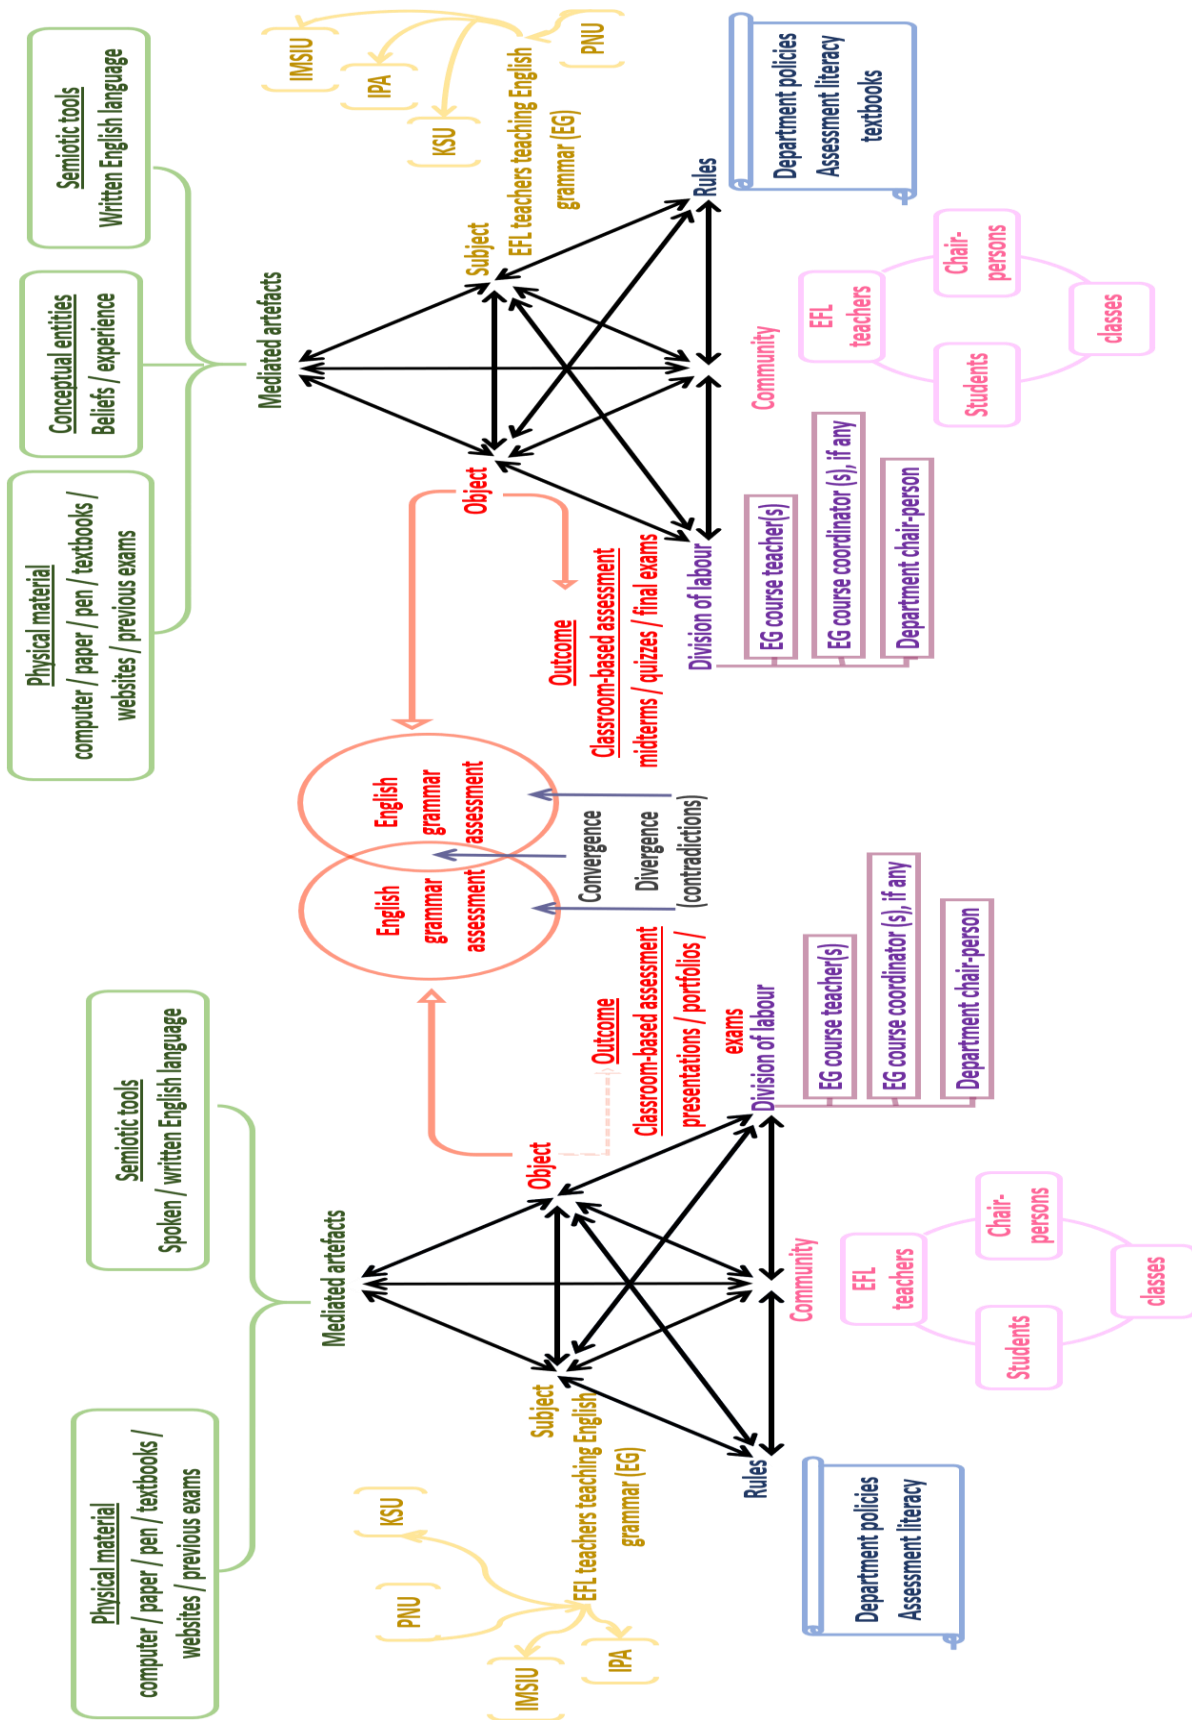 Physical material
computer / paper / pen / textbooks /
websites / previous exams
Semiotic tools
Spoken / written English language
Mediated artefacts
KSU
PNU
IMSIU
IPA
Subject
EFL teachers teaching English
grammar (EG)
Object
Rules
Department policies
Assessment literacy
Community
EFL
teachers
Students
Chair-
persons
classes
Division of labour
EG course teacher(s)
EG course coordinator (s), if any
Department chair-person
Outcome
Classroom-based assessment
presentations / portfolios /
exams
English
grammar
assessment
English
grammar
assessment
Convergence
Divergence
(contradictions)
Physical material
computer / paper / pen / textbooks /
websites / previous exams
Conceptual entities
Beliefs / experience
Semiotic tools
Written English language
Mediated artefacts
Object
Outcome
Classroom-based assessment
midterms / quizzes / final exams
Subject
EFL teachers teaching English
grammar (EG)
IMSIU
IPA
KSU
PNU
Division of labour
EG course teacher(s)
EG course coordinator (s), if any
Department chair-person
Community
EFL
teachers
Students
Chair-
persons
classes
Rules
Department policies
Assessment literacy
textbooks